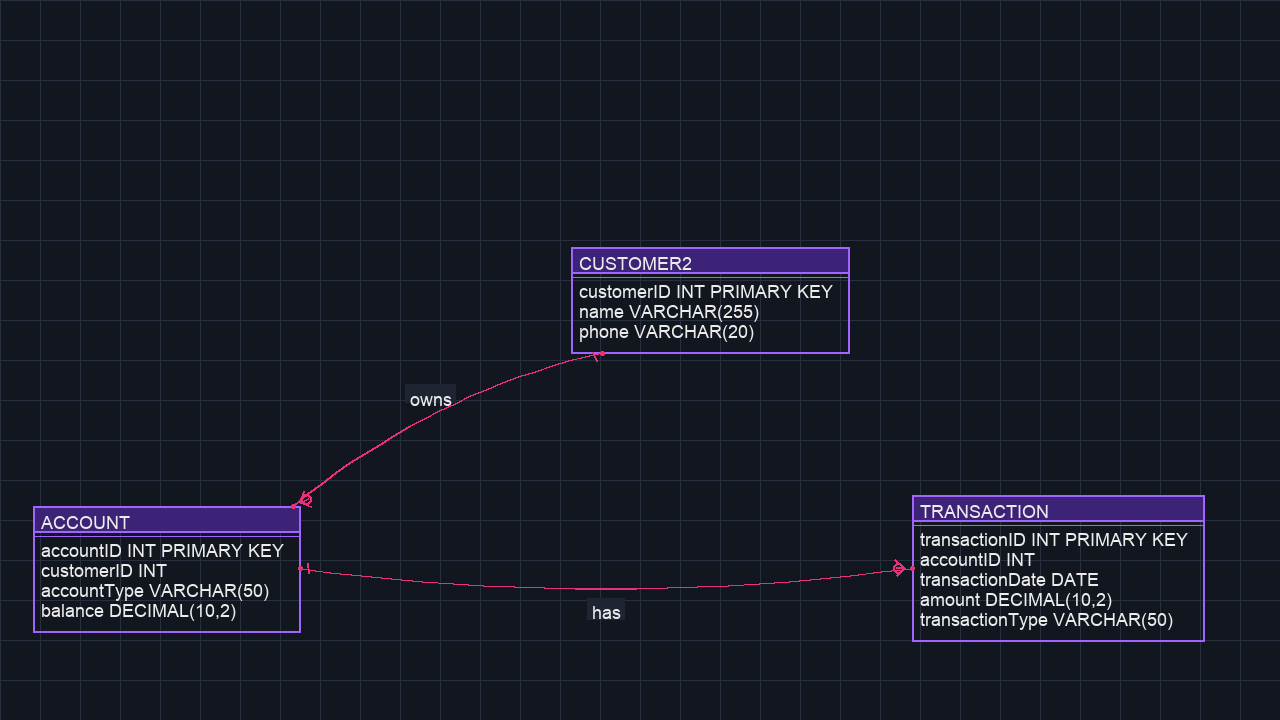 CUSTOMER2
customerID INT PRIMARY KEY
name VARCHAR(255)
phone VARCHAR(20)
owns
ACCOUNT
accountID INT PRIMARY KEY
customerID INT
accountType VARCHAR(50)
balance DECIMAL(10,2)
has
TRANSACTION
transactionID INT PRIMARY KEY
accountID INT
transactionDate DATE
amount DECIMAL(10,2)
transactionType VARCHAR(50)